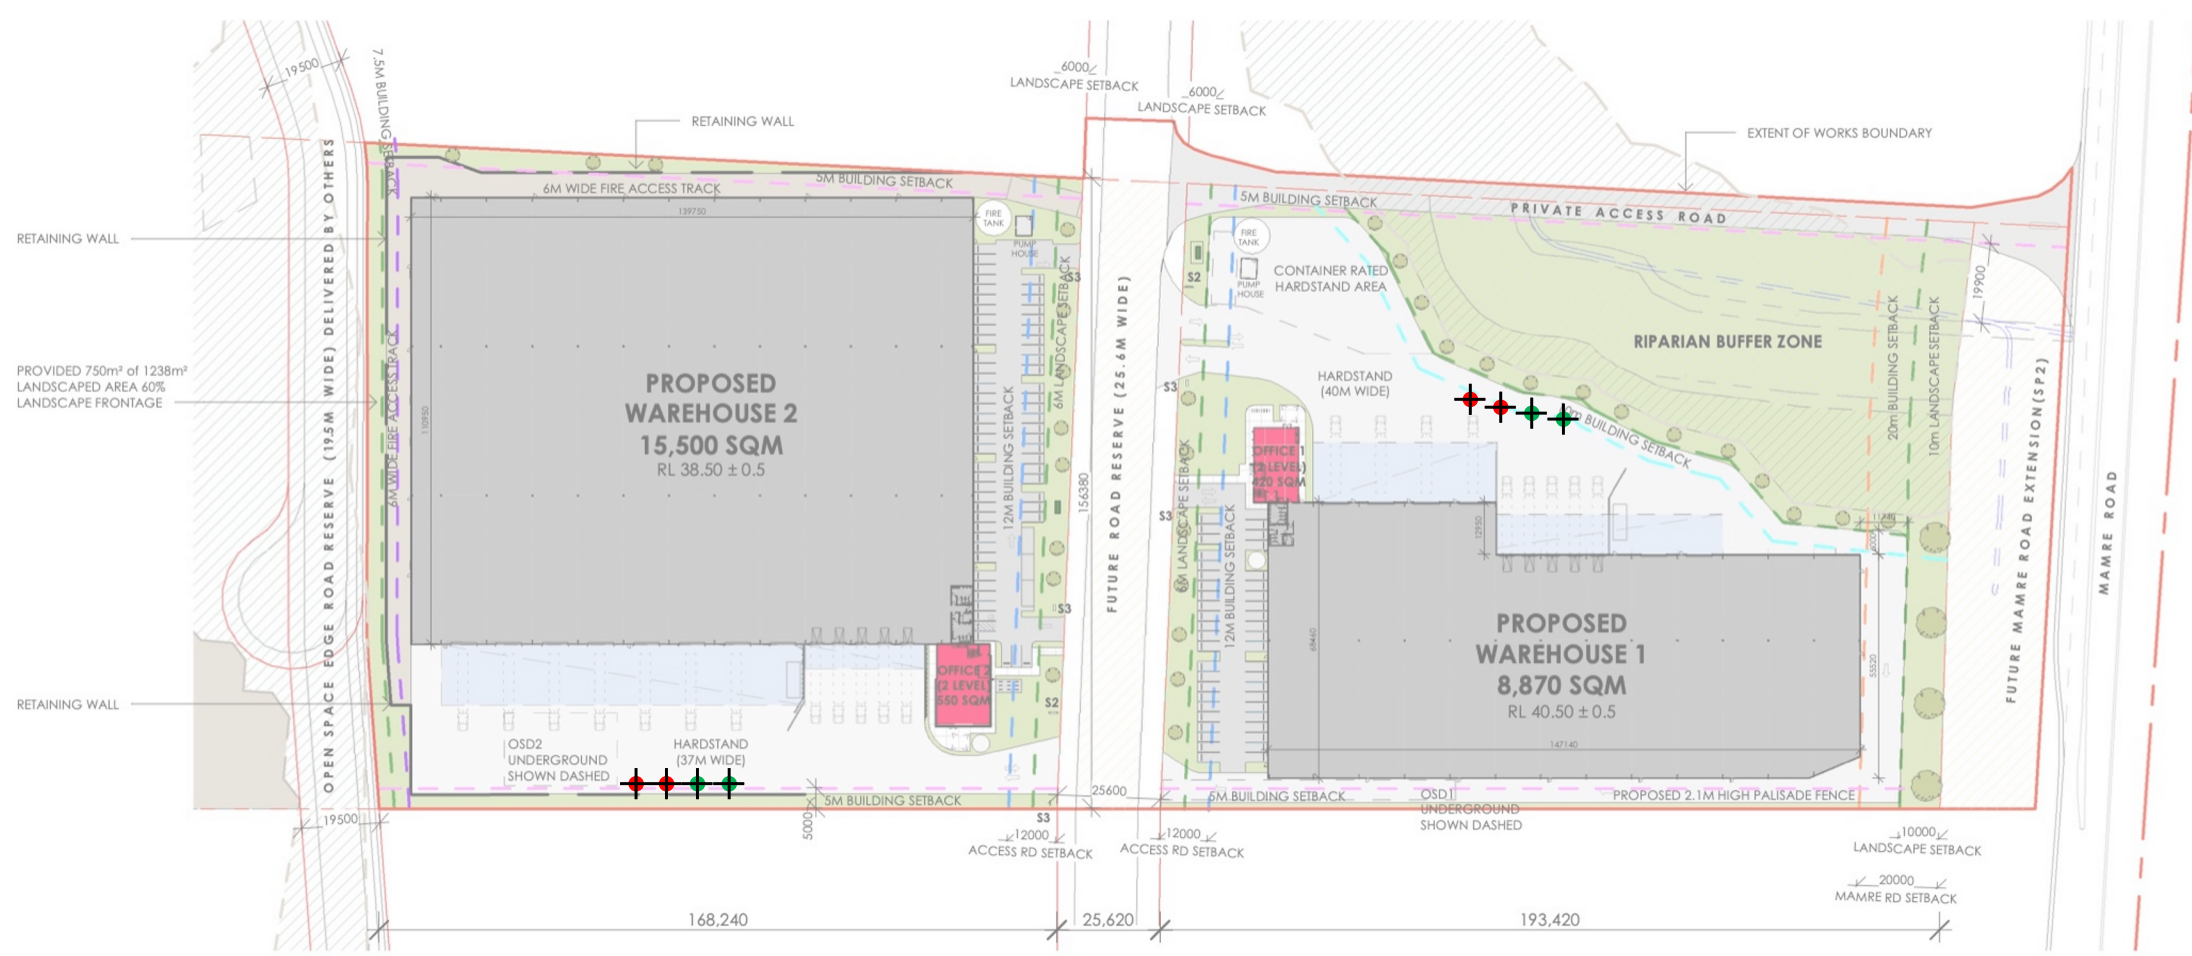 19500
7.5M BUILDING SETBACK
6000
LANDSCAPE SETBACK
6000
LANDSCAPE SETBACK
RETAINING WALL
EXTENT OF WORKS BOUNDARY
5M BUILDING SETBACK
6M WIDE FIRE ACCESS TRACK
139750
5M BUILDING SETBACK
PRIVATE ACCESS ROAD
FIRE
TANK
PUMP
HOUSE
FIRE
TANK
PUMP
HOUSE
RETAINING WALL
OPEN SPACE EDGE ROAD RESERVE (19.5M WIDE) DELIVERED BY OTHERS
S3
S2
CONTAINER RATED
HARDSTAND AREA
19900
RIPARIAN BUFFER ZONE
20m BUILDING SETBACK
10m LANDSCAPE SETBACK
PROVIDED 750m² of 1238m²
LANDSCAPED AREA 60%
LANDSCAPE FRONTAGE
6M WIDE FIRE ACCESS TRACK
110950
PROPOSED
WAREHOUSE 2
15,500 SQM
RL 38.50 ± 0.5
12M BUILDING SETBACK
6M LANDSCAPE SETBACK
156380
FUTURE ROAD RESERVE (25.6M WIDE)
S3
HARDSTAND
(40M WIDE)
0m BUILDING SETBACK
OFFICE 1
(2 LEVEL)
420 SQM
S3
6M LANDSCAPE SETBACK
12M BUILDING SETBACK
12950
68460
PROPOSED
WAREHOUSE 1
8,870 SQM
RL 40.50 ± 0.5
147140
55520
FUTURE MAMRE ROAD EXTENSION(SP2)
MAMRE ROAD
S3
OFFICE 2
(2 LEVEL)
550 SQM
S2
RETAINING WALL
OSD2
UNDERGROUND
SHOWN DASHED
HARDSTAND
(37M WIDE)
5M BUILDING SETBACK
25600
5M BUILDING SETBACK
OSD1
UNDERGROUND
SHOWN DASHED
PROPOSED 2.1M HIGH PALISADE FENCE
19500
5000
S3
12000
ACCESS RD SETBACK
12000
ACCESS RD SETBACK
10000
LANDSCAPE SETBACK
20000
MAMRE RD SETBACK
168,240
25,620
193,420